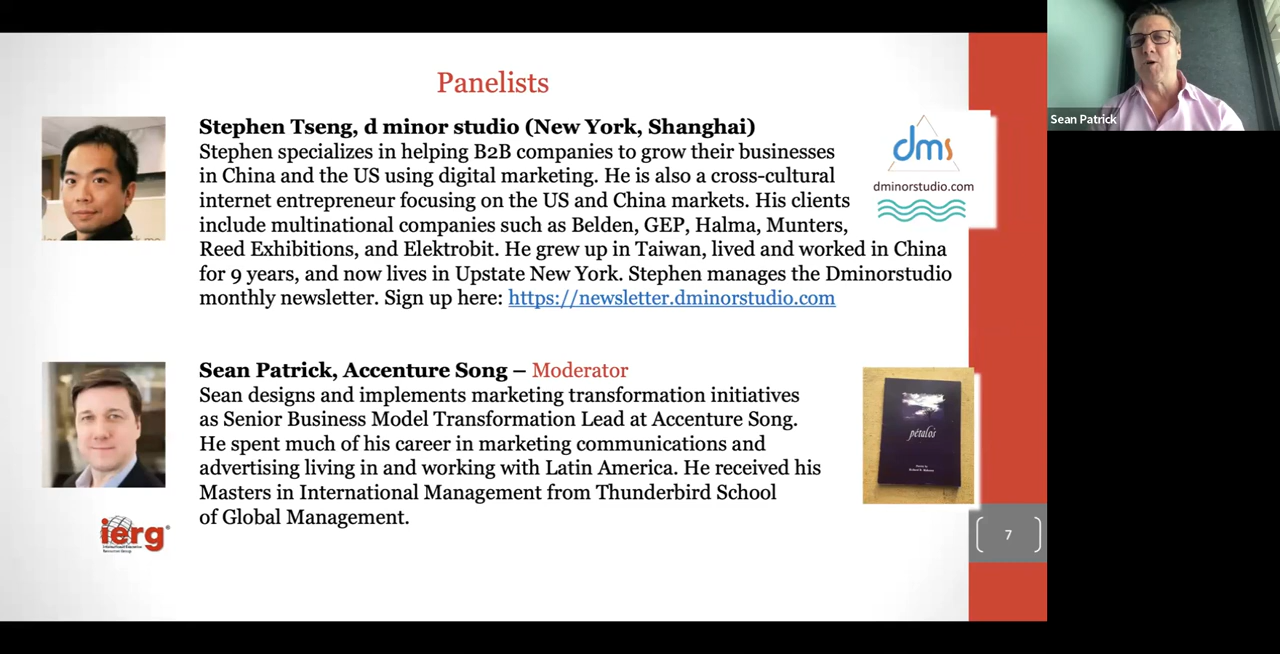 Panelists
Stephen Tseng, d minor studio (New York, Shanghai)
Stephen specializes in helping B2B companies to grow their businesses
in China and the US using digital marketing. He is also a cross-cultural
internet entrepreneur focusing on the US and China markets. His clients
include multinational companies such as Belden, GEP, Halma, Munters,
Reed Exhibitions, and Elektrobit. He grew up in Taiwan, lived and worked in China
for 9 years, and now lives in Upstate New York. Stephen manages the Dminorstudio
monthly newsletter. Sign up here: https://newsletter.dminorstudio.com
dms
dminorstudio.com
Sean Patrick
Sean Patrick, Accenture Song – Moderator
Sean designs and implements marketing transformation initiatives
as Senior Business Model Transformation Lead at Accenture Song.
He spent much of his career in marketing communications and
advertising living in and working with Latin America. He received his
Masters in International Management from Thunderbird School
of Global Management.
pétalos
ierg®
7